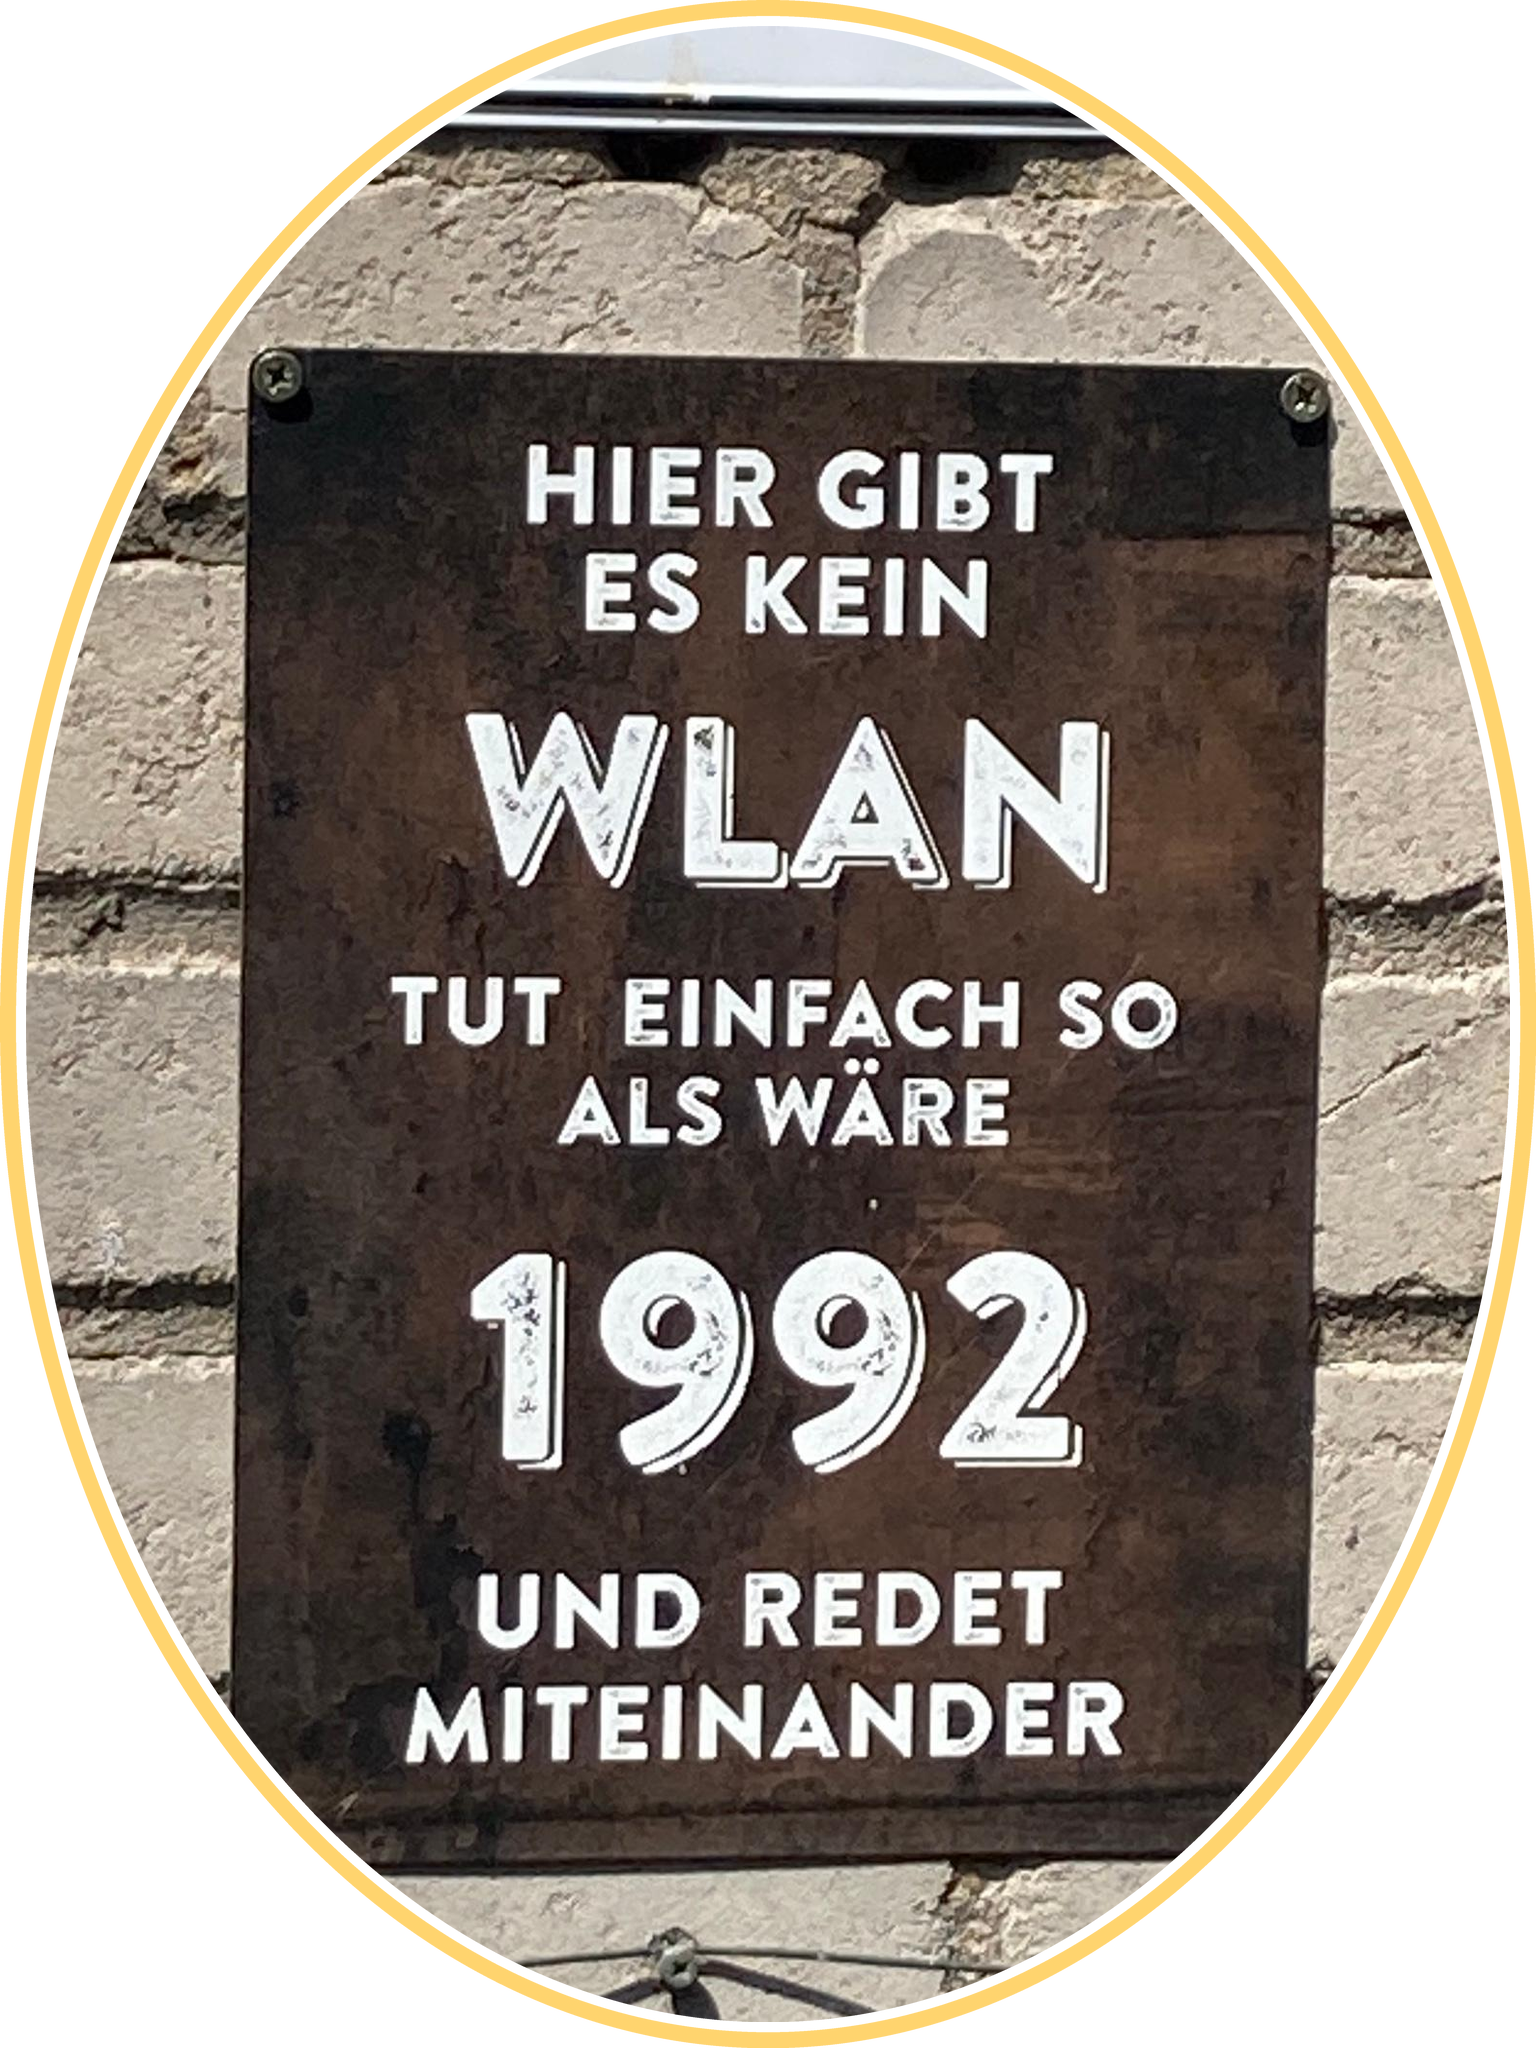 HIER GIBT
ES KEIN
WLAN
TUT EINFACH SO
ALS WÄRE
1992
UND REDET
MITEINANDER